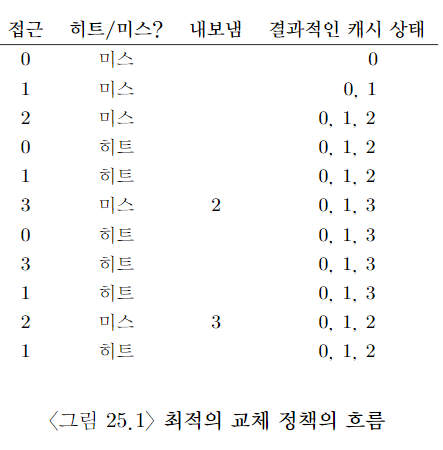 접근 히트/미스? 내보냄 결과적인 캐시 상태
0 미스 0
1 미스 0, 1
2 미스 0, 1, 2
0 히트 0, 1, 2
1 히트 0, 1, 2
3 미스 2 0, 1, 3
0 히트 0, 1, 3
3 히트 0, 1, 3
1 히트 0, 1, 3
2 미스 3 0, 1, 2
1 히트 0, 1, 2
〈그림 25.1〉 최적의 교체 정책의 흐름